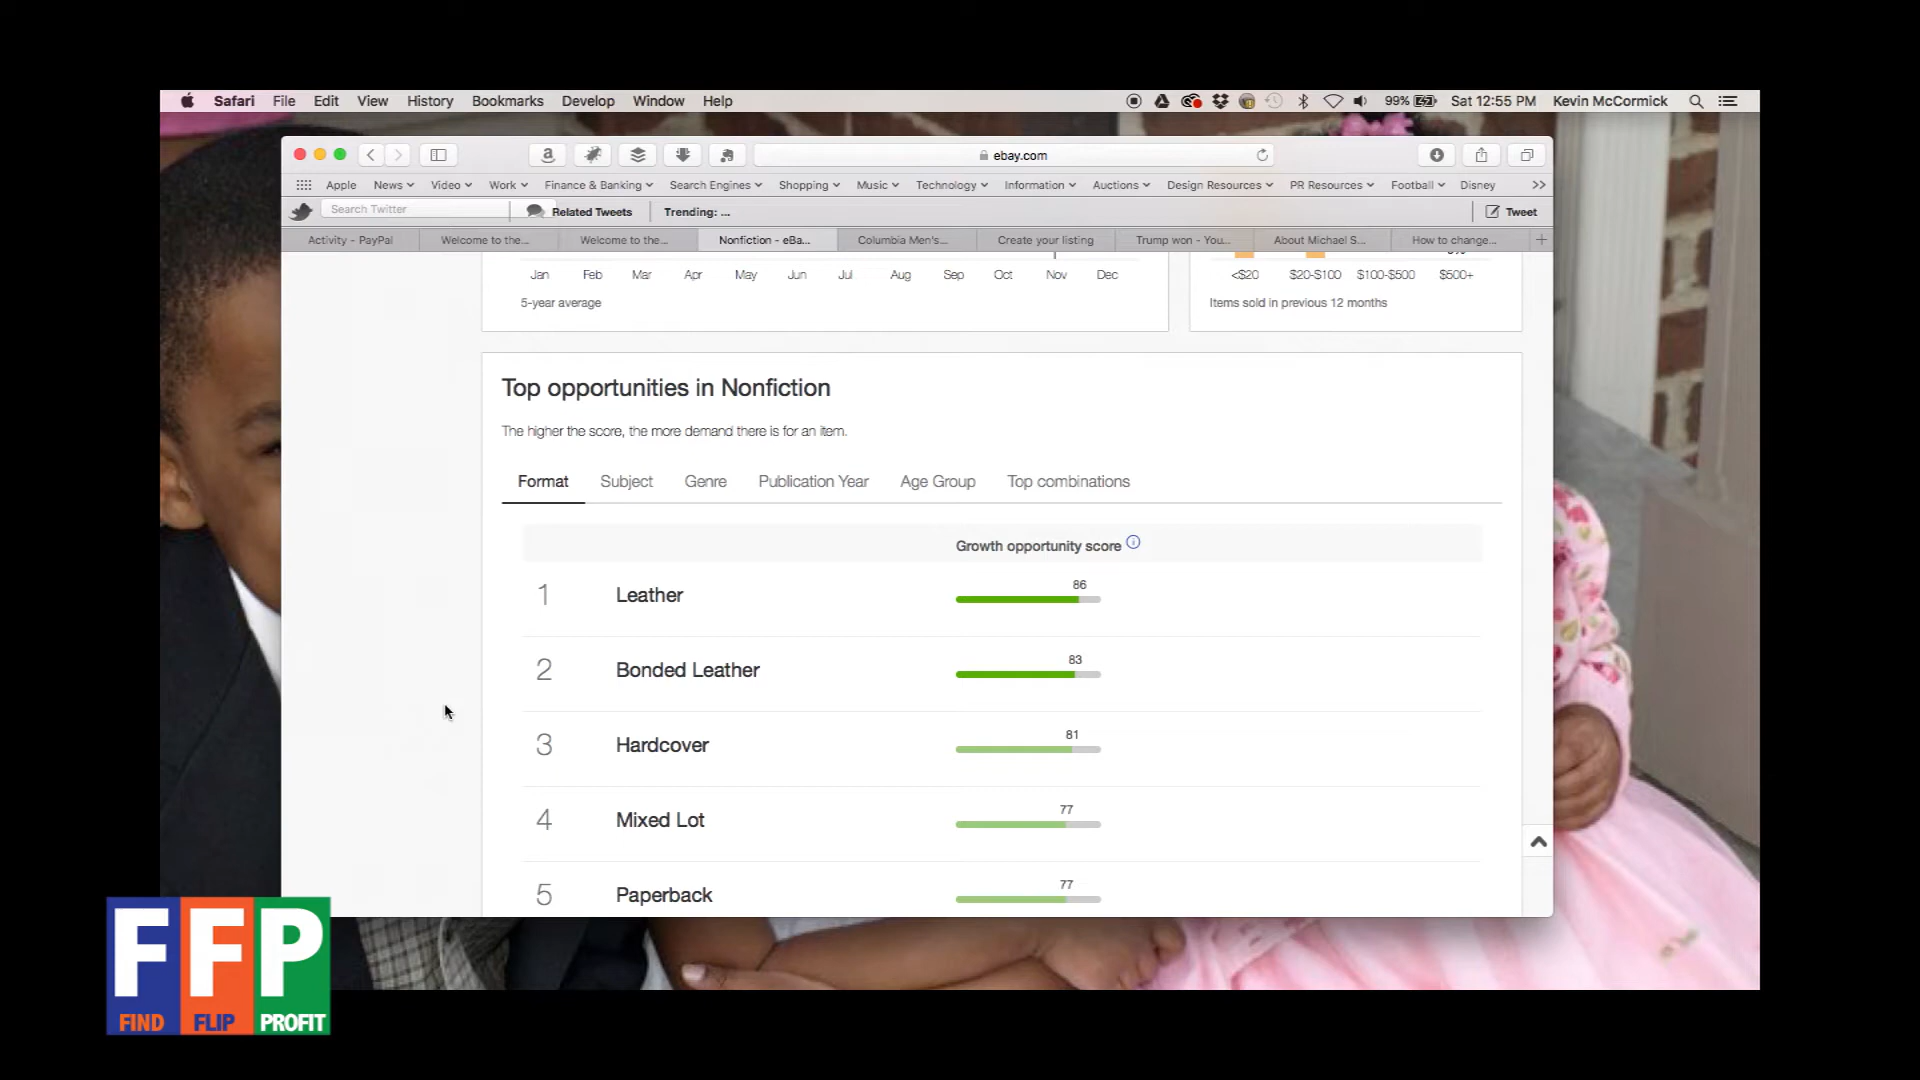 Safari File Edit View History Bookmarks Develop Window Help
99% Sat 12:55 PM Kevin McCormick
a
ebay.com
Apple News Video Work Finance & Banking Search Engines Shopping Music Technology Information Auctions Design Resources PR Resources Football Disney
Search Twitter Related Tweets Trending: ... Tweet
Activity - PayPal Welcome to the... Welcome to the... Nonfiction - eBa... Columbia Men's... Create your listing Trump won - You... About Michael S... How to change...
Jan Feb Mar Apr May Jun Jul Aug Sep Oct Nov Dec
<$20 $20-$100 $100-$500 $500+
5-year average
Items sold in previous 12 months
Top opportunities in Nonfiction
The higher the score, the more demand there is for an item.
Format Subject Genre Publication Year Age Group Top combinations
Growth opportunity score
1 Leather 86
2 Bonded Leather 83
3 Hardcover 81
4 Mixed Lot 77
5 Paperback 77
FFP
FIND FLIP PROFIT